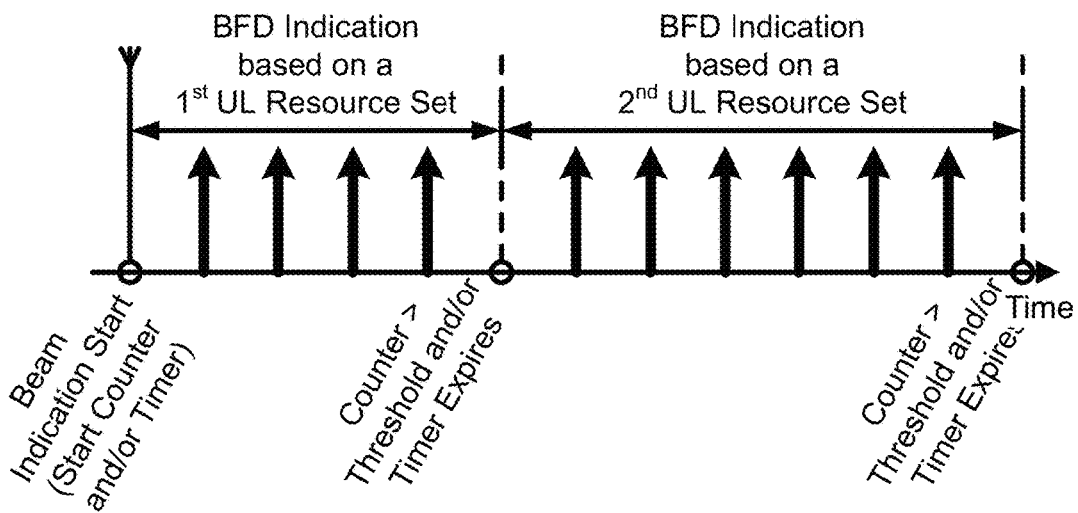 BFD Indication
based on a
1st UL Resource Set
BFD Indication
based on a
2nd UL Resource Set
Time
Beam
Indication Start
(Start Counter
and/or Timer)
Counter >
Threshold and/or
Timer Expires
Counter >
Threshold and/or
Timer Expires